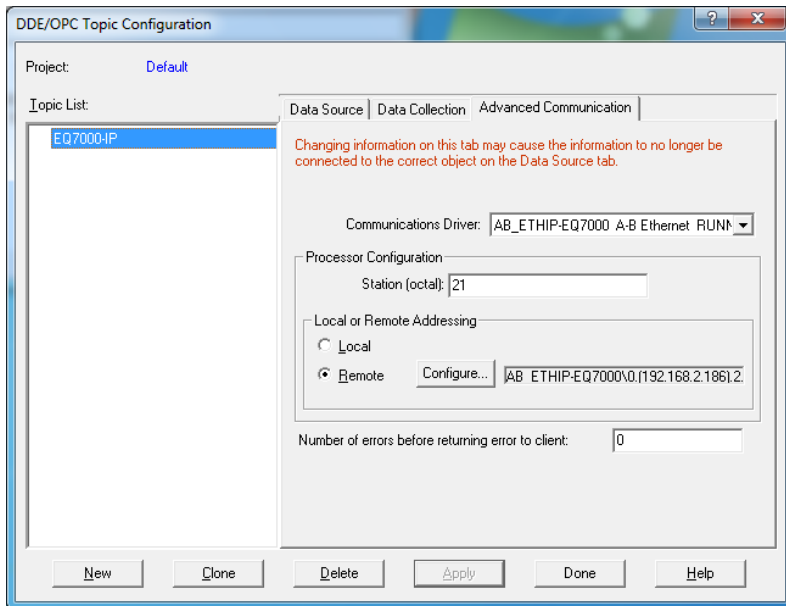 DDE/OPC Topic Configuration
Project: Default
Topic List:
EQ7000-IP
Data Source Data Collection Advanced Communication
Changing information on this tab may cause the information to no longer be
connected to the correct object on the Data Source tab.
Communications Driver: AB_ETHIP-EQ7000 A-B Ethernet RUNN
Processor Configuration
Station (octal): 21
Local or Remote Addressing
Local
Remote Configure... AB_ETHIP-EQ7000\0.(192.168.2.186).2.
Number of errors before returning error to client: 0
New Clone Delete Apply Done Help